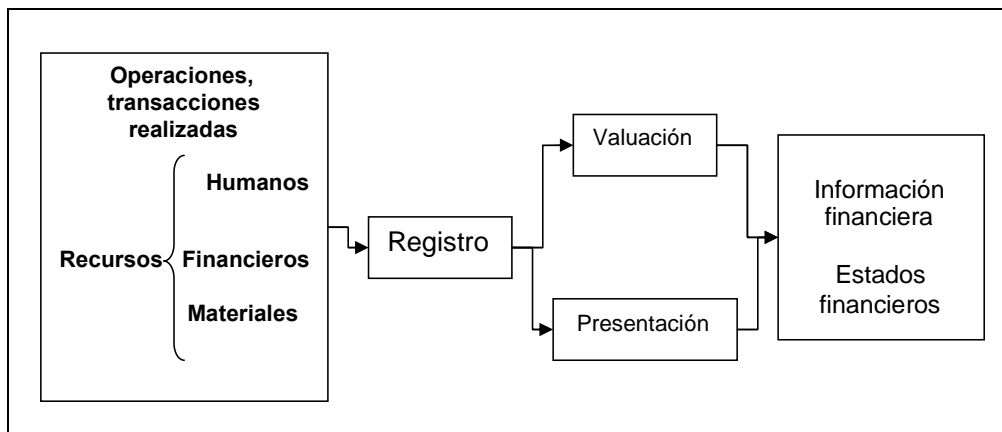 Operaciones,
transacciones
realizadas
Humanos
Recursos Financieros
Materiales
Registro
Valuación
Presentación
Información
financiera
Estados
financieros